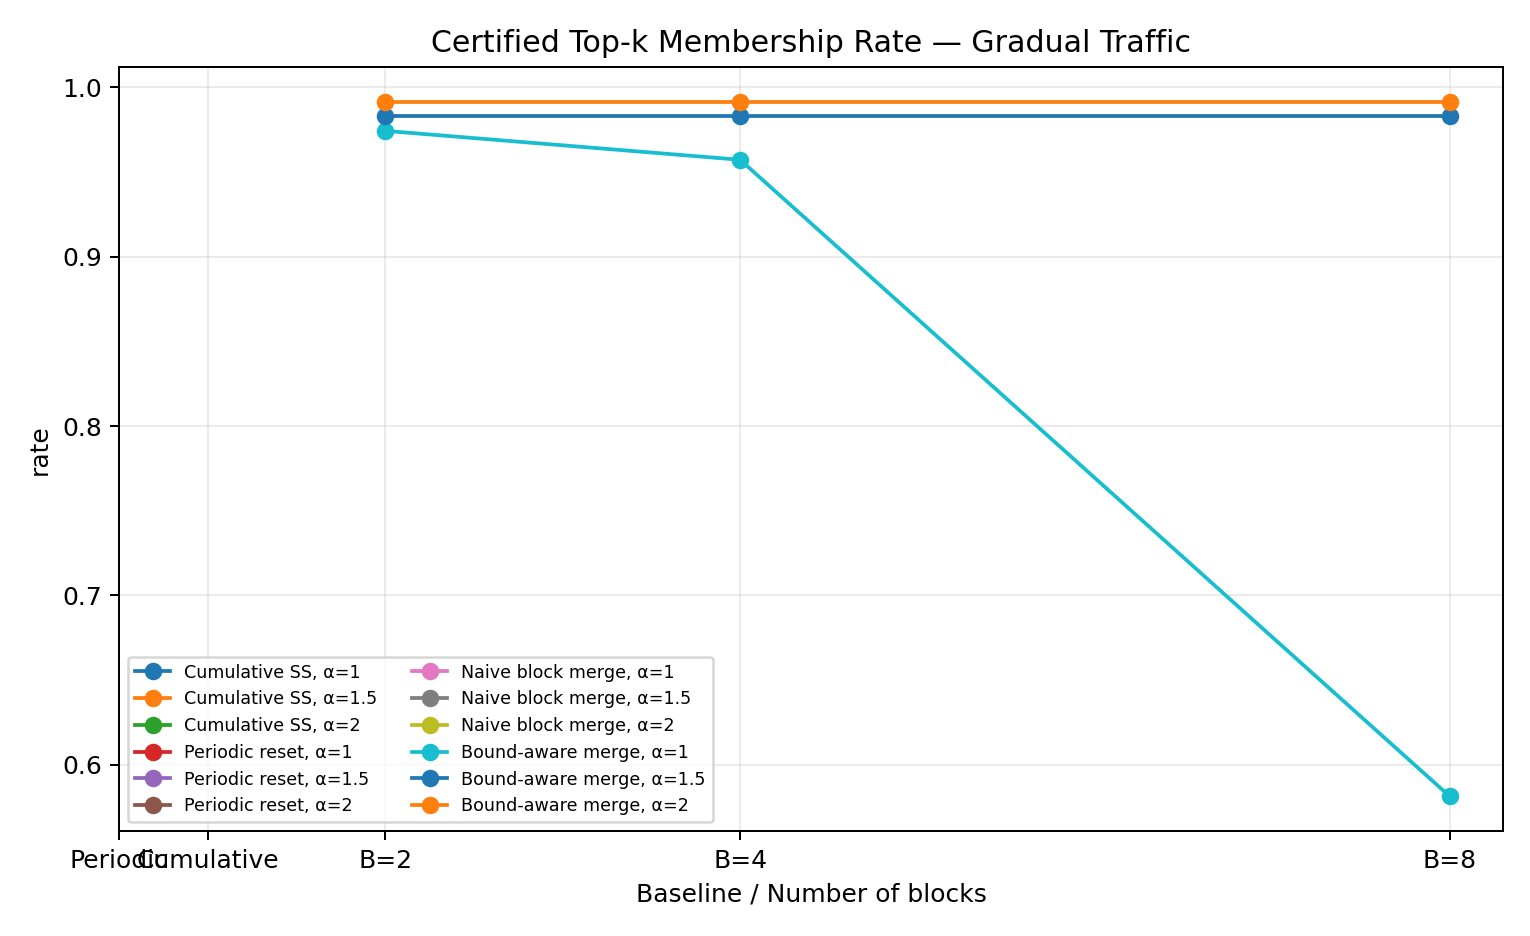 Certified Top-k Membership Rate — Gradual Traffic
1.0
0.9
0.8
0.7
0.6
rate
Cumulative SS, α=1
Cumulative SS, α=1.5
Cumulative SS, α=2
Periodic reset, α=1
Periodic reset, α=1.5
Periodic reset, α=2
Naive block merge, α=1
Naive block merge, α=1.5
Naive block merge, α=2
Bound-aware merge, α=1
Bound-aware merge, α=1.5
Bound-aware merge, α=2
Periodic Cumulative B=2 B=4 B=8
Baseline / Number of blocks